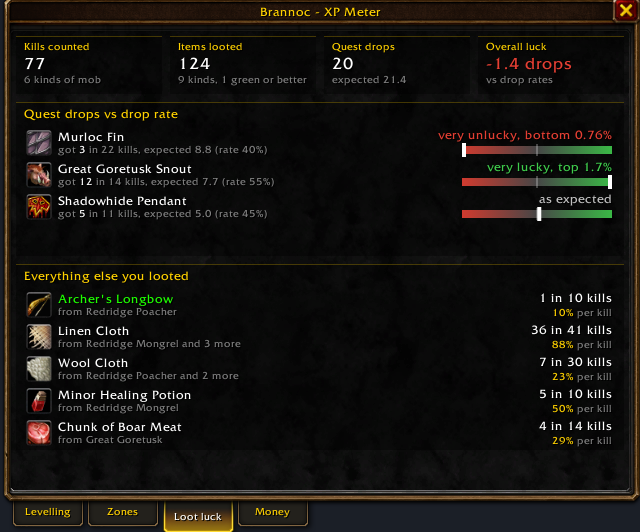 Brannoc - XP Meter
Kills counted
77
6 kinds of mob
Items looted
124
9 kinds, 1 green or better
Quest drops
20
expected 21.4
Overall luck
-1.4 drops
vs drop rates
Quest drops vs drop rate
Murloc Fin
got 3 in 22 kills, expected 8.8 (rate 40%)
very unlucky, bottom 0.76%
Great Goretusk Snout
got 12 in 14 kills, expected 7.7 (rate 55%)
very lucky, top 1.7%
Shadowhide Pendant
got 5 in 11 kills, expected 5.0 (rate 45%)
as expected
Everything else you looted
Archer's Longbow
from Redridge Poacher
1 in 10 kills
10% per kill
Linen Cloth
from Redridge Mongrel and 3 more
36 in 41 kills
88% per kill
Wool Cloth
from Redridge Poacher and 2 more
7 in 30 kills
23% per kill
Minor Healing Potion
from Redridge Mongrel
5 in 10 kills
50% per kill
Chunk of Boar Meat
from Great Goretusk
4 in 14 kills
29% per kill
Levelling
Zones
Loot luck
Money